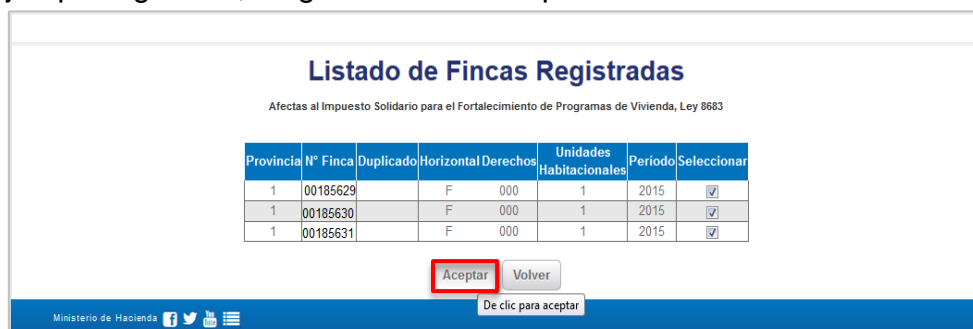 Listado de Fincas Registradas
Afectas al Impuesto Solidario para el Fortalecimiento de Programas de Vivienda, Ley 8683
Provincia N° Finca Duplicado Horizontal Derechos Unidades Habitacionales Período Seleccionar
1 00185629 F 000 1 2015
1 00185630 F 000 1 2015
1 00185631 F 000 1 2015
Aceptar Volver
De clic para aceptar
Ministerio de Hacienda